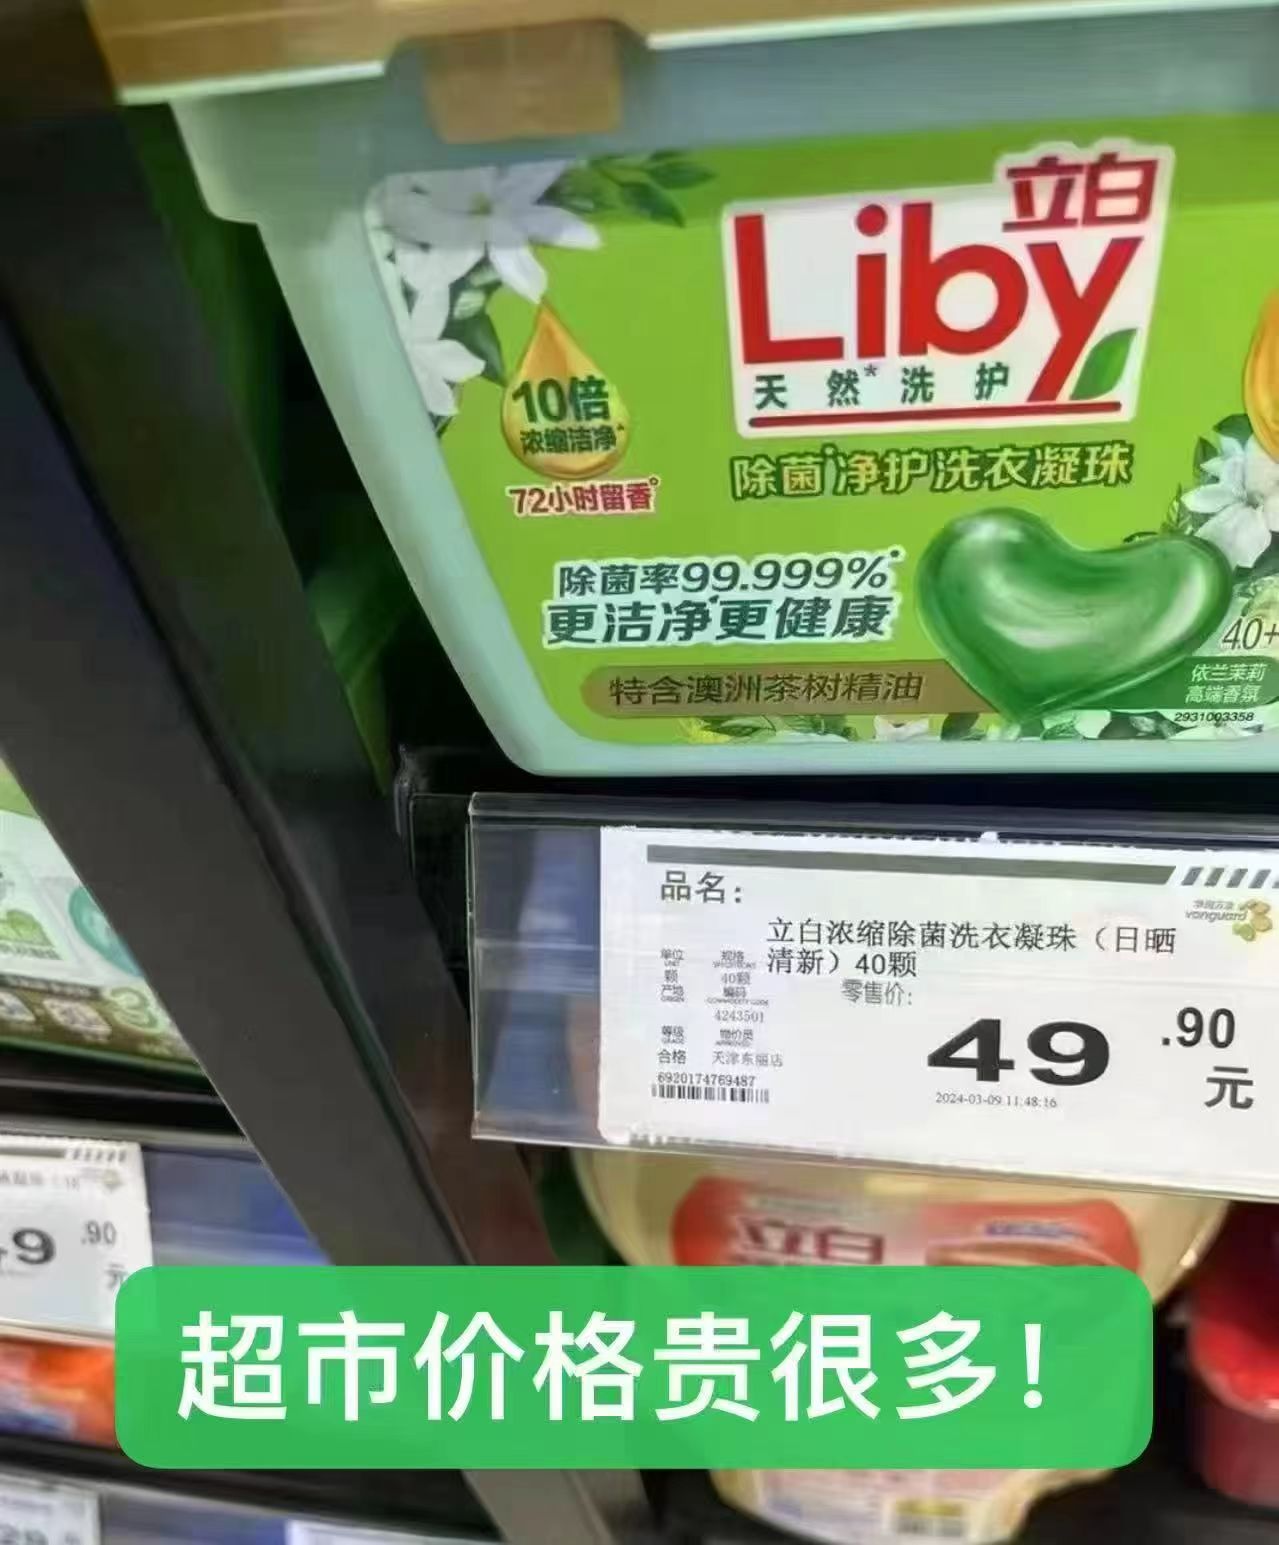 立白
Liby
天然*洗护
10倍
浓缩洁净
72小时留香
除菌净护洗衣凝珠
除菌率99.999%
更洁净更健康
特含澳洲茶树精油
40+
依兰茉莉
高端香氛
2931003358
品名：
vanguard
立白浓缩除菌洗衣凝珠（日晒
清新）40颗
单位 规格
颗 40颗
产地 编码
4243501
零售价：
49.90
元
等级 物价员
合格 天津东丽店
6920174769487
2024-03-09 11:48:16
立白
9.90
元
超市价格贵很多！